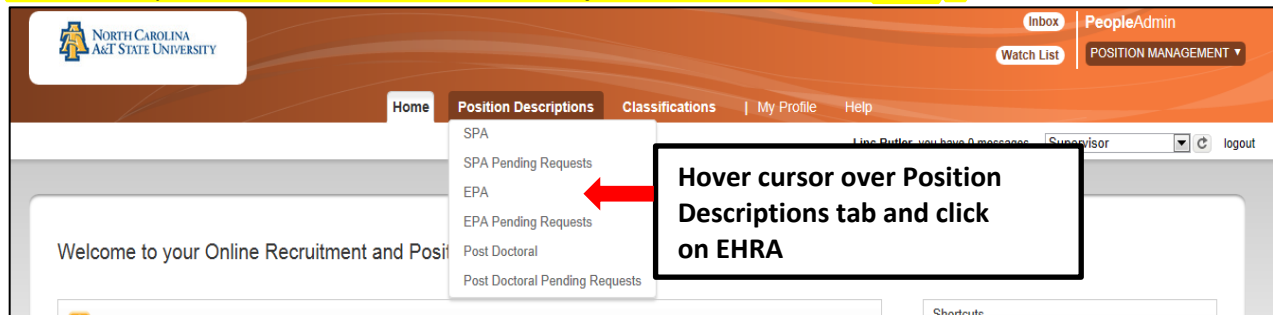 NORTH CAROLINA
A&T STATE UNIVERSITY
Inbox
PeopleAdmin
Watch List
POSITION MANAGEMENT
Home
Position Descriptions
Classifications
| My Profile
Help
SPA
SPA Pending Requests
EPA
EPA Pending Requests
Post Doctoral
Post Doctoral Pending Requests
you have 0 messages
Supervisor
logout
Hover cursor over Position
Descriptions tab and click
on EHRA
Welcome to your Online Recruitment and Posit
Shortcuts